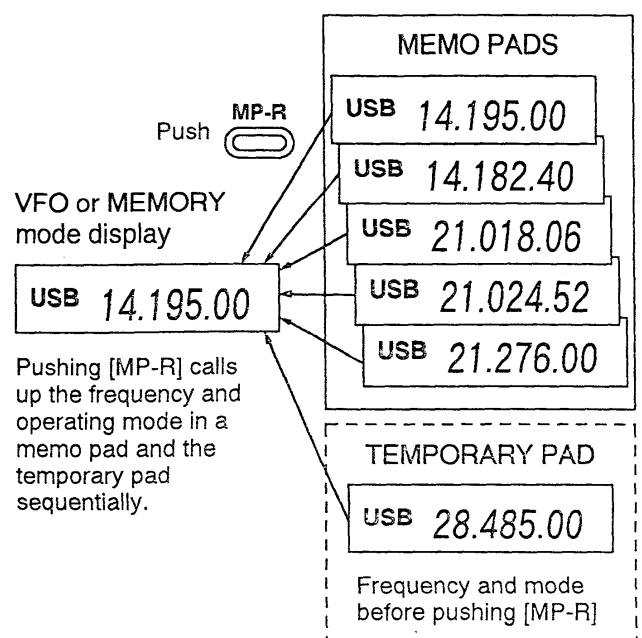 MEMO PADS
USB 14.195.00
USB 14.182.40
USB 21.018.06
USB 21.024.52
USB 21.276.00
MP-R
Push
VFO or MEMORY
mode display
USB 14.195.00
Pushing [MP-R] calls
up the frequency and
operating mode in a
memo pad and the
temporary pad
sequentially.
TEMPORARY PAD
USB 28.485.00
Frequency and mode
before pushing [MP-R]